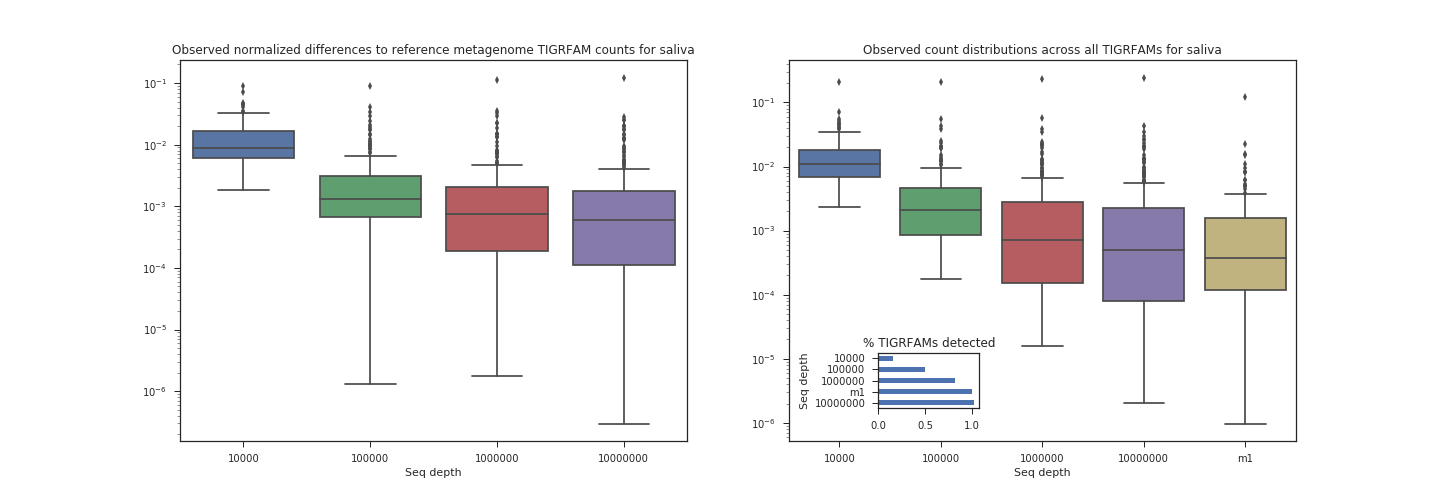 Observed normalized differences to reference metagenome TIGRFAM counts for saliva
10⁻¹
10⁻²
10⁻³
10⁻⁴
10⁻⁵
10⁻⁶
10000 100000 1000000 10000000
Seq depth
Observed count distributions across all TIGRFAMs for saliva
10⁻¹
10⁻²
10⁻³
10⁻⁴
10⁻⁵
10⁻⁶
% TIGRFAMs detected
Seq depth
10000
100000
1000000
m1
10000000
0.0 0.5 1.0
10000 100000 1000000 10000000 m1
Seq depth